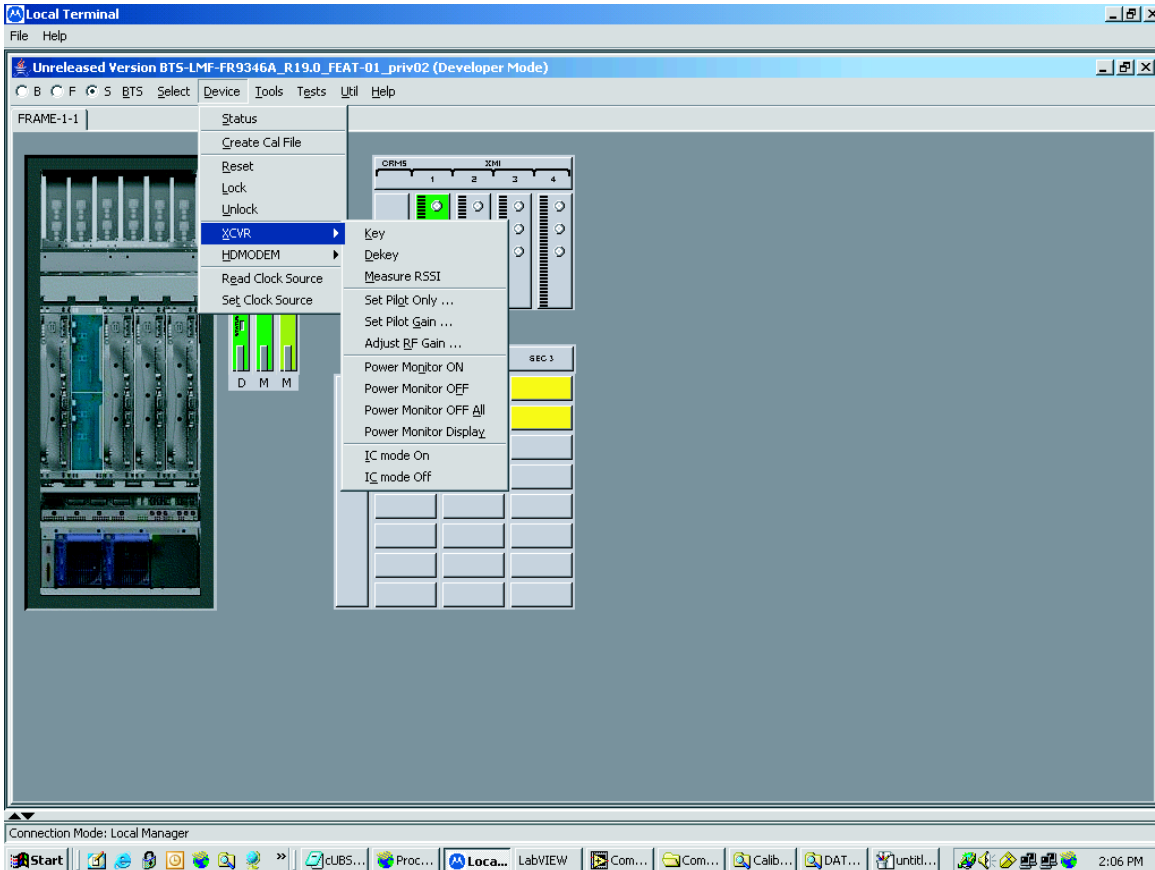 Local Terminal
File Help
Unreleased Version BTS-LMF-FR9346A_R19.0_FEAT-01_priv02 (Developer Mode)
B F S BTS Select Device Tools Tests Util Help
FRAME-1-1
Status
Create Cal File
Reset
Lock
Unlock
XCVR
HDMODEM
Read Clock Source
Set Clock Source
Key
Dekey
Measure RSSI
Set Pilot Only ...
Set Pilot Gain ...
Adjust RF Gain ...
Power Monitor ON
Power Monitor OFF
Power Monitor OFF All
Power Monitor Display
IC mode On
IC mode Off
CRMS XMI
1 2 3 4
D M M
SEC 3
Connection Mode: Local Manager
Start » cUBS... Proc... Loca... LabVIEW Com... Com... Calib... DAT... untitl... 2:06 PM